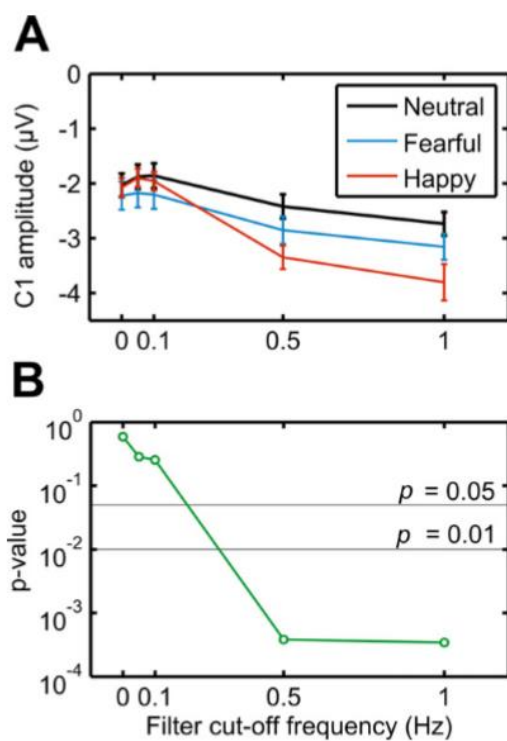 A
C1 amplitude (µV)
0
-1
-2
-3
-4
Neutral
Fearful
Happy
0 0.1 0.5 1
B
p-value
10⁰
10⁻¹
10⁻²
10⁻³
10⁻⁴
p = 0.05
p = 0.01
0 0.1 0.5 1
Filter cut-off frequency (Hz)